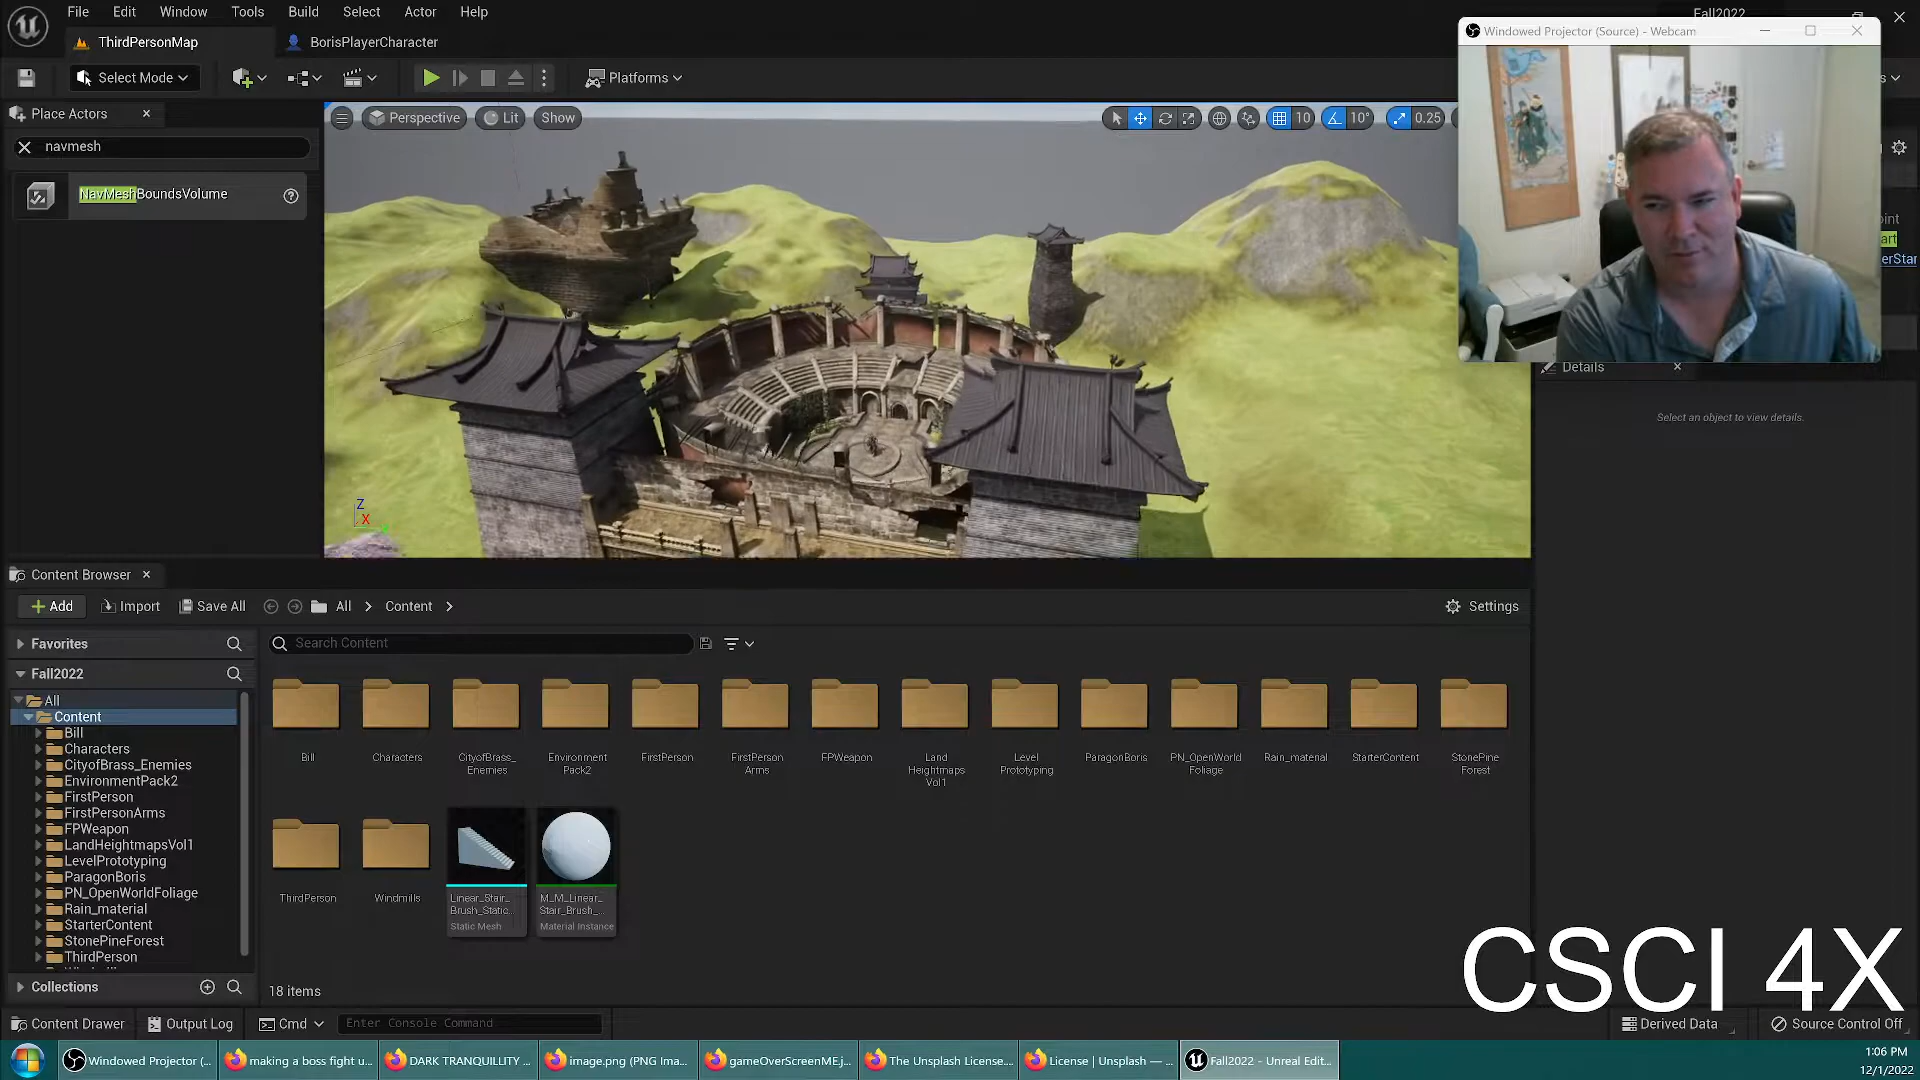 File Edit Window Tools Build Select Actor Help
Fall2022
ThirdPersonMap
BorisPlayerCharacter
Windowed Projector (Source) - Webcam
Select Mode
Platforms
Place Actors
navmesh
NavMeshBoundsVolume
Perspective
Lit
Show
10
10°
0.25
Z
X
Details
Select an object to view details.
Content Browser
Add
Import
Save All
All
Content
Settings
Favorites
Search Content
Fall2022
All
Content
Bill
Characters
CityofBrass_Enemies
EnvironmentPack2
FirstPerson
FirstPersonArms
FPWeapon
LandHeightmapsVol1
LevelPrototyping
ParagonBoris
PN_OpenWorldFoliage
Rain_material
StarterContent
StonePineForest
ThirdPerson
Collections
Bill
Characters
CityofBrass_
Enemies
Environment
Pack2
FirstPerson
FirstPerson
Arms
FPWeapon
Land
Heightmaps
Vol1
Level
Prototyping
ParagonBoris
PN_OpenWorld
Foliage
Rain_material
StarterContent
StonePine
Forest
ThirdPerson
Windmills
Linear_Stair_
Brush_Static...
Static Mesh
M_M_Linear_
Stair_Brush_...
Material Instance
18 items
CSCI 4X
Content Drawer
Output Log
Cmd
Enter Console Command
Derived Data
Source Control Off
Windowed Projector (...
making a boss fight u...
DARK TRANQUILLITY ...
image.png (PNG Ima...
gameOverScreenME.j...
The Unsplash License...
License | Unsplash — ...
Fall2022 - Unreal Edit...
1:06 PM
12/1/2022